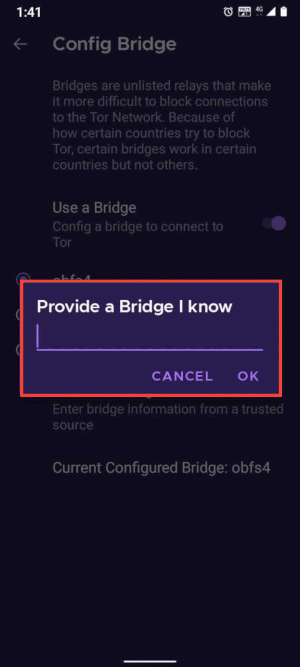 1:41
4G
Config Bridge
Bridges are unlisted relays that make
it more difficult to block connections
to the Tor Network. Because of
how certain countries try to block
Tor, certain bridges work in certain
countries but not others.
Use a Bridge
Config a bridge to connect to
Tor
obfs4
Provide a Bridge I know
CANCEL OK
Enter bridge information from a trusted
source
Current Configured Bridge: obfs4